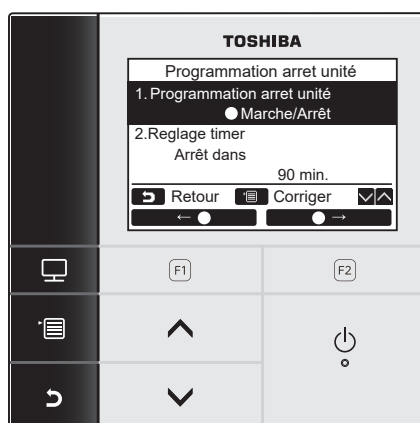 TOSHIBA
Programmation arret unité
1. Programmation arret unité
Marche/Arrêt
2.Reglage timer
Arrêt dans
90 min.
Retour Corriger
← →
F1 F2